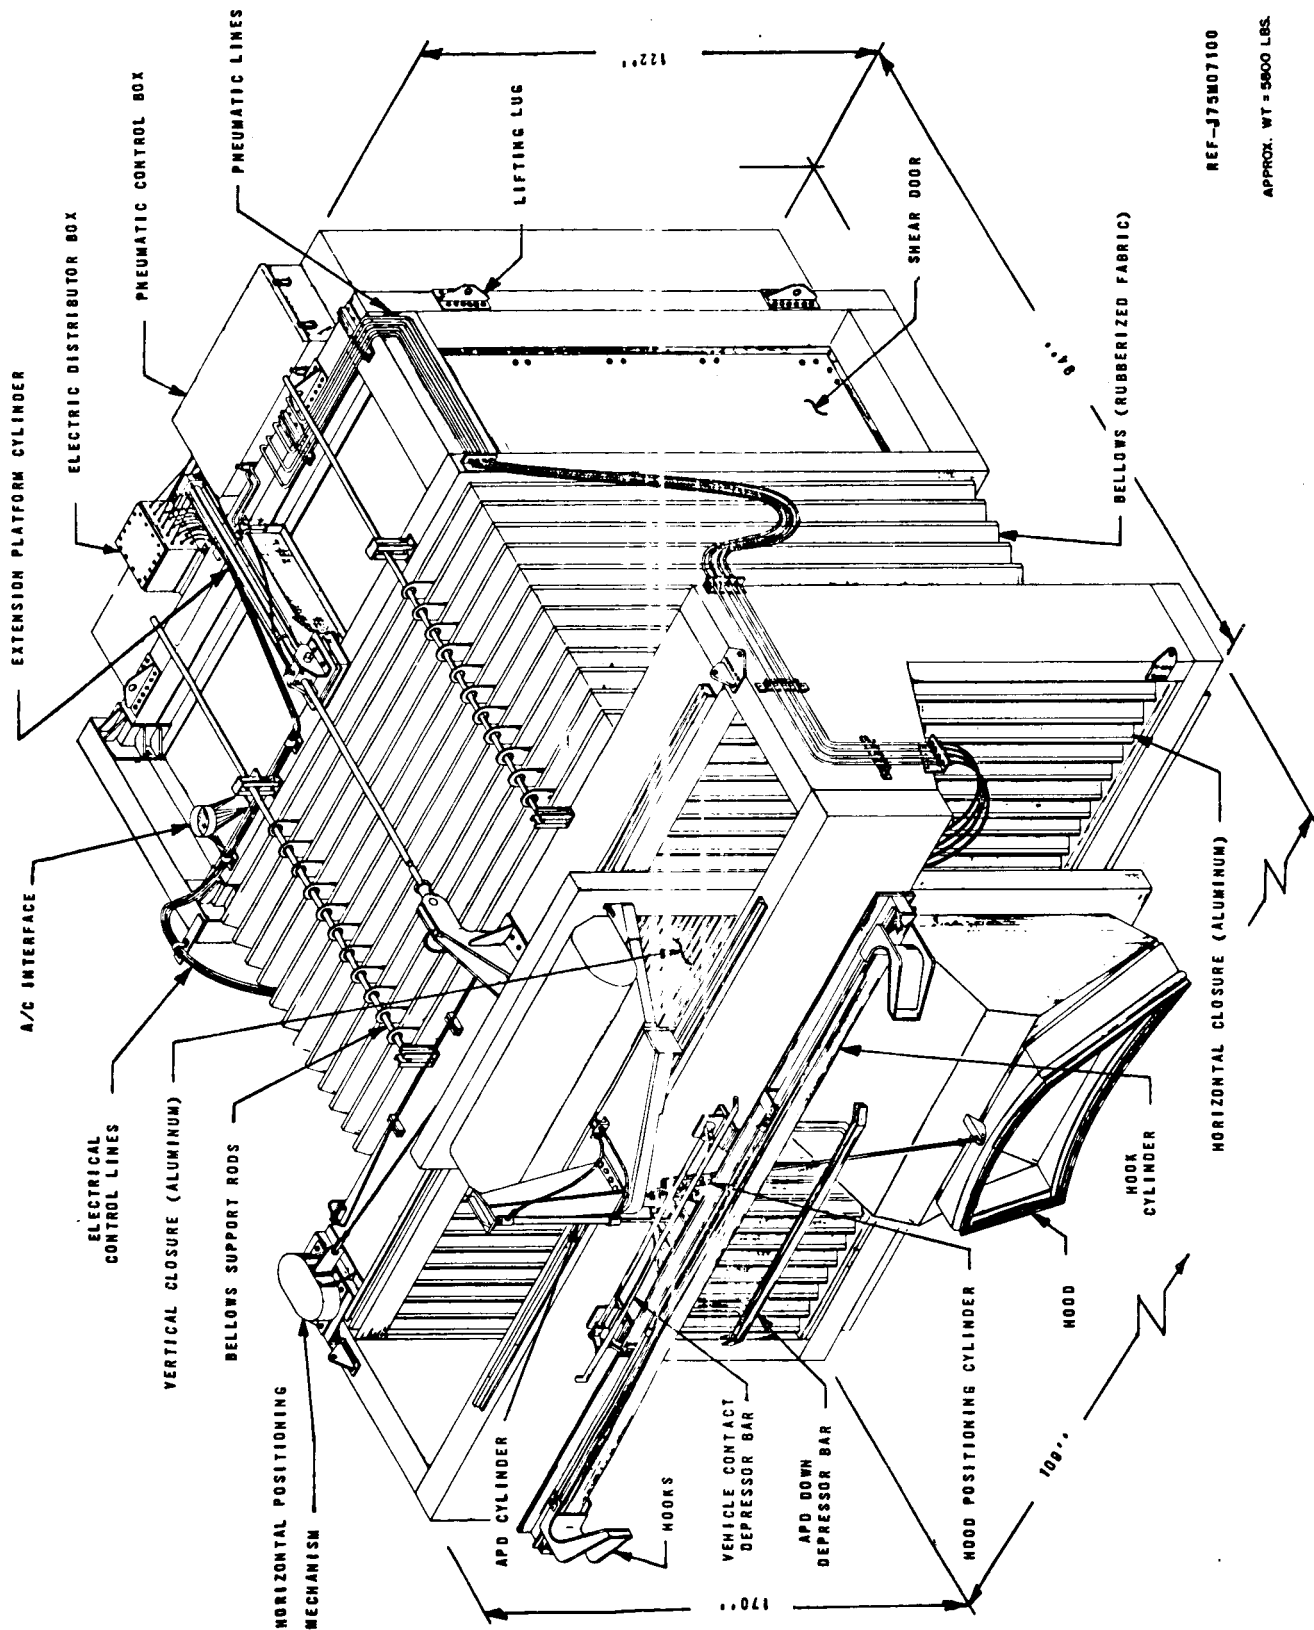 EXTENSION PLATFORM CYLINDER
ELECTRIC DISTRIBUTOR BOX
PNEUMATIC CONTROL BOX
PNEUMATIC LINES
A/C INTERFACE
ELECTRICAL
CONTROL LINES
VERTICAL CLOSURE (ALUMINUM)
BELLOWS SUPPORT RODS
HORIZONTAL POSITIONING
MECHANISM
122"
LIFTING LUG
SHEAR DOOR
84"
BELLOWS (RUBBERIZED FABRIC)
HORIZONTAL CLOSURE (ALUMINUM)
HOOK
CYLINDER
HOOD
HOOD POSITIONING CYLINDER
APD DOWN
DEPRESSOR BAR
VEHICLE CONTACT
DEPRESSOR BAR
HOOKS
APD CYLINDER
170"
109"
REF-J75M07100
APPROX. WT = 5800 LBS.